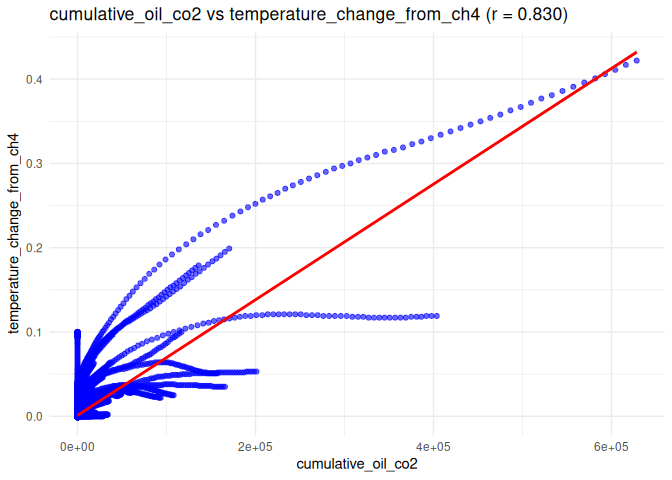 cumulative_oil_co2 vs temperature_change_from_ch4 (r = 0.830)
temperature_change_from_ch4
0.4
0.3
0.2
0.1
0.0
0e+00 2e+05 4e+05 6e+05
cumulative_oil_co2